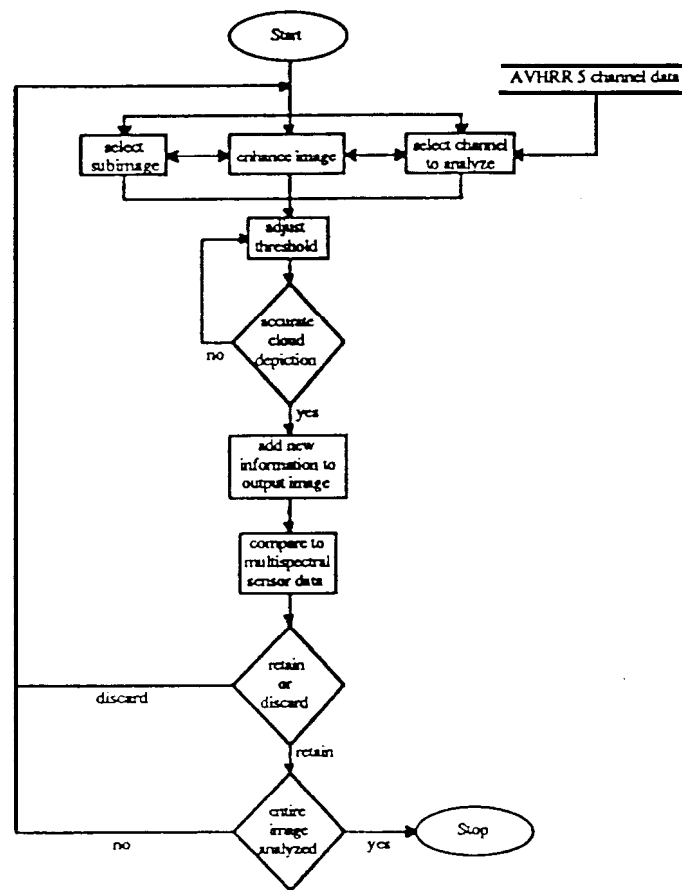 Start
AVHRR 5 channel data
select
subimage
enhance image
select channel
to analyze
adjust
threshold
accurate
cloud
depiction
no
yes
add new
information to
output image
compare to
multispectral
sensor data
retain
or
discard
discard
retain
entire
image
analyzed
no
yes
Stop